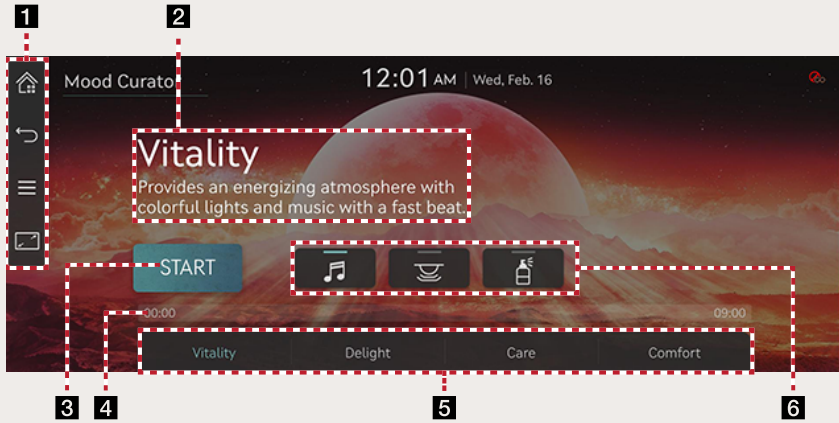 1
2
Mood Curator
12:01 AM | Wed, Feb. 16
Vitality
Provides an energizing atmosphere with
colorful lights and music with a fast beat.
START
00:00
09:00
Vitality
Delight
Care
Comfort
3
4
5
6